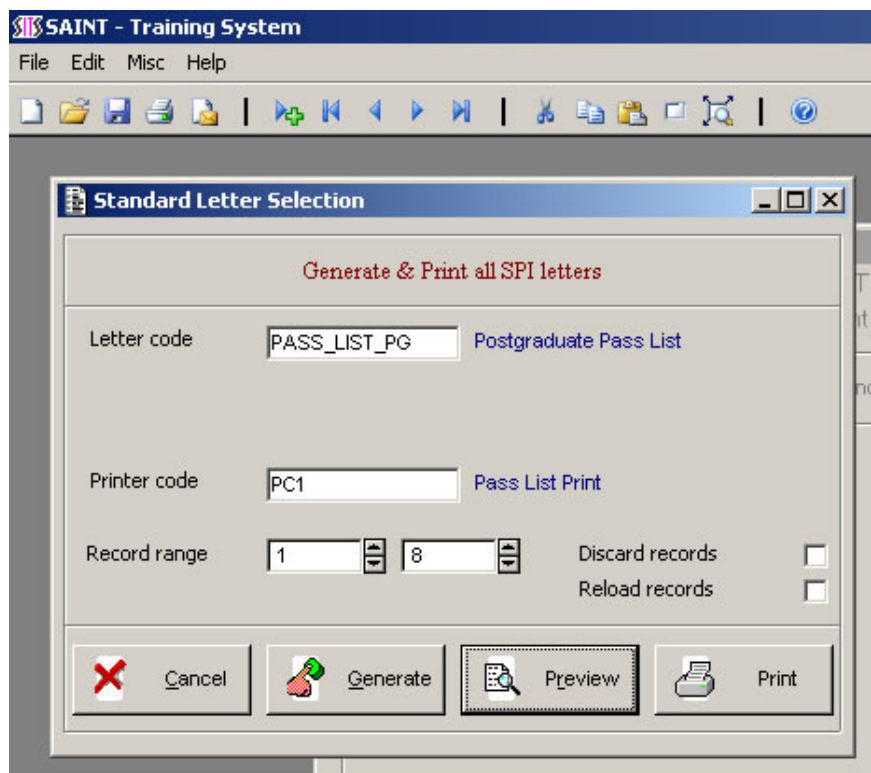 SITS SAINT - Training System
File Edit Misc Help
Standard Letter Selection
Generate & Print all SPI letters
Letter code PASS_LIST_PG Postgraduate Pass List
Printer code PC1 Pass List Print
Record range 1 8 Discard records
Reload records
Cancel Generate Preview Print